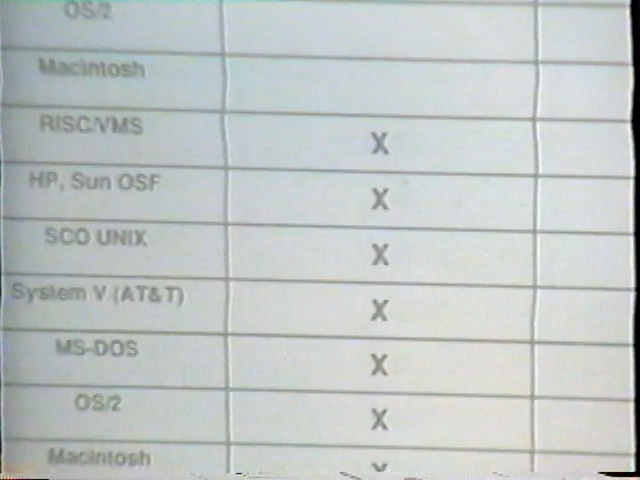 OS/2
Macintosh
RISC/VMS X
HP, Sun OSF X
SCO UNIX X
System V (AT&T) X
MS-DOS X
OS/2 X
Macintosh X